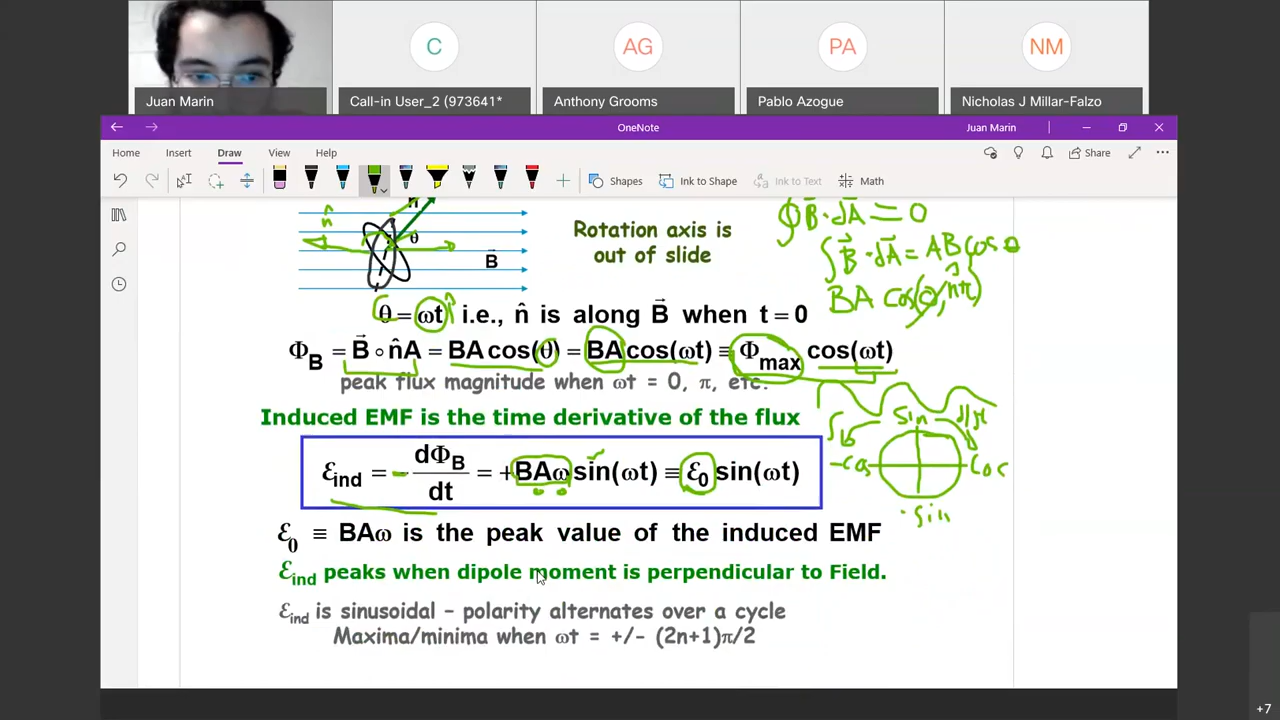 C AG PA NM
Juan Marin Call-in User_2 (973641* Anthony Grooms Pablo Azogue Nicholas J Millar-Falzo
OneNote Juan Marin
Home Insert Draw View Help Share
Shapes Ink to Shape Ink to Text Math
n̂ θ B⃗
Rotation axis is
out of slide
∮B⃗·dA⃗ = 0
∫B⃗·dA⃗ = AB cos θ
θ = ωt i.e., n̂ is along B⃗ when t = 0
Φ_B = B⃗ ∘ n̂A = BA cos(θ) = BA cos(ωt) ≡ Φ_max cos(ωt)
peak flux magnitude when ωt = 0, π, etc.
Induced EMF is the time derivative of the flux
sin
-cos cos
-sin
ℰ_ind = - dΦ_B/dt = +BAω sin(ωt) ≡ ℰ_0 sin(ωt)
ℰ_0 ≡ BAω is the peak value of the induced EMF
ℰ_ind peaks when dipole moment is perpendicular to Field.
ℰ_ind is sinusoidal – polarity alternates over a cycle
Maxima/minima when ωt = +/- (2n+1)π/2
+7